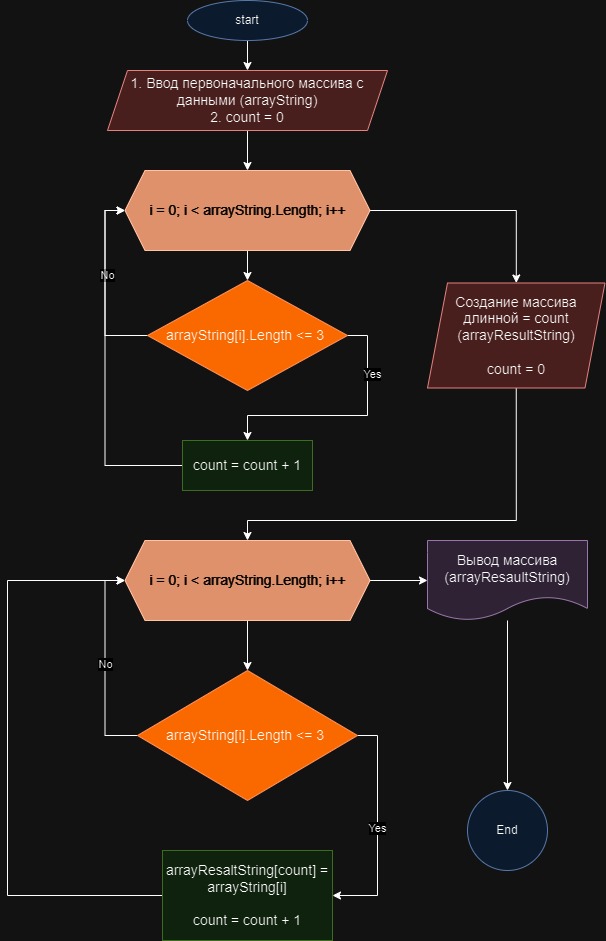 start
1. Ввод первоначального массива с
данными (arrayString)
2. count = 0
i = 0; i < arrayString.Length; i++
No
arrayString[i].Length <= 3
Yes
count = count + 1
Создание массива
длинной = count
(arrayResultString)
count = 0
i = 0; i < arrayString.Length; i++
Вывод массива
(arrayResaultString)
No
arrayString[i].Length <= 3
Yes
arrayResaltString[count] =
arrayString[i]
count = count + 1
End